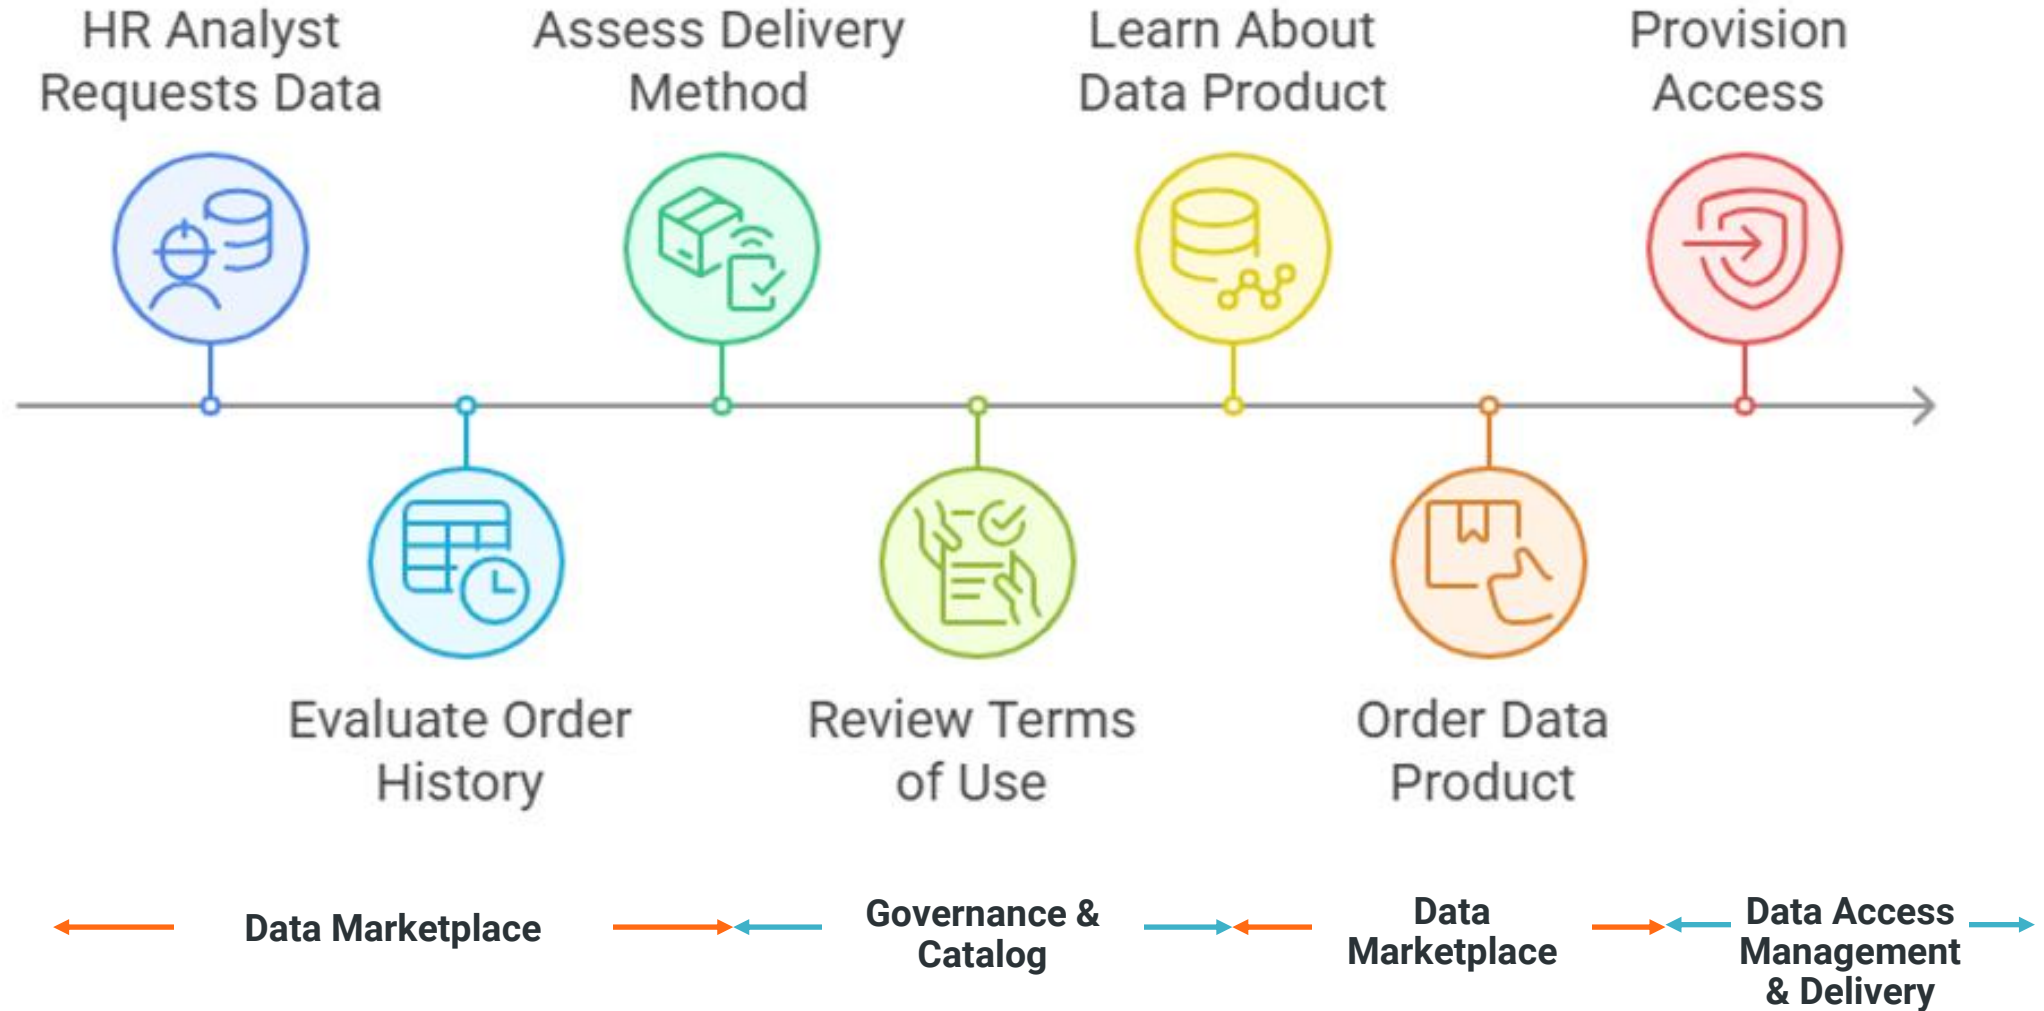 HR Analyst
Requests Data
Assess Delivery
Method
Learn About
Data Product
Provision
Access
Evaluate Order
History
Review Terms
of Use
Order Data
Product
Data Marketplace
Governance &
Catalog
Data
Marketplace
Data Access
Management
& Delivery